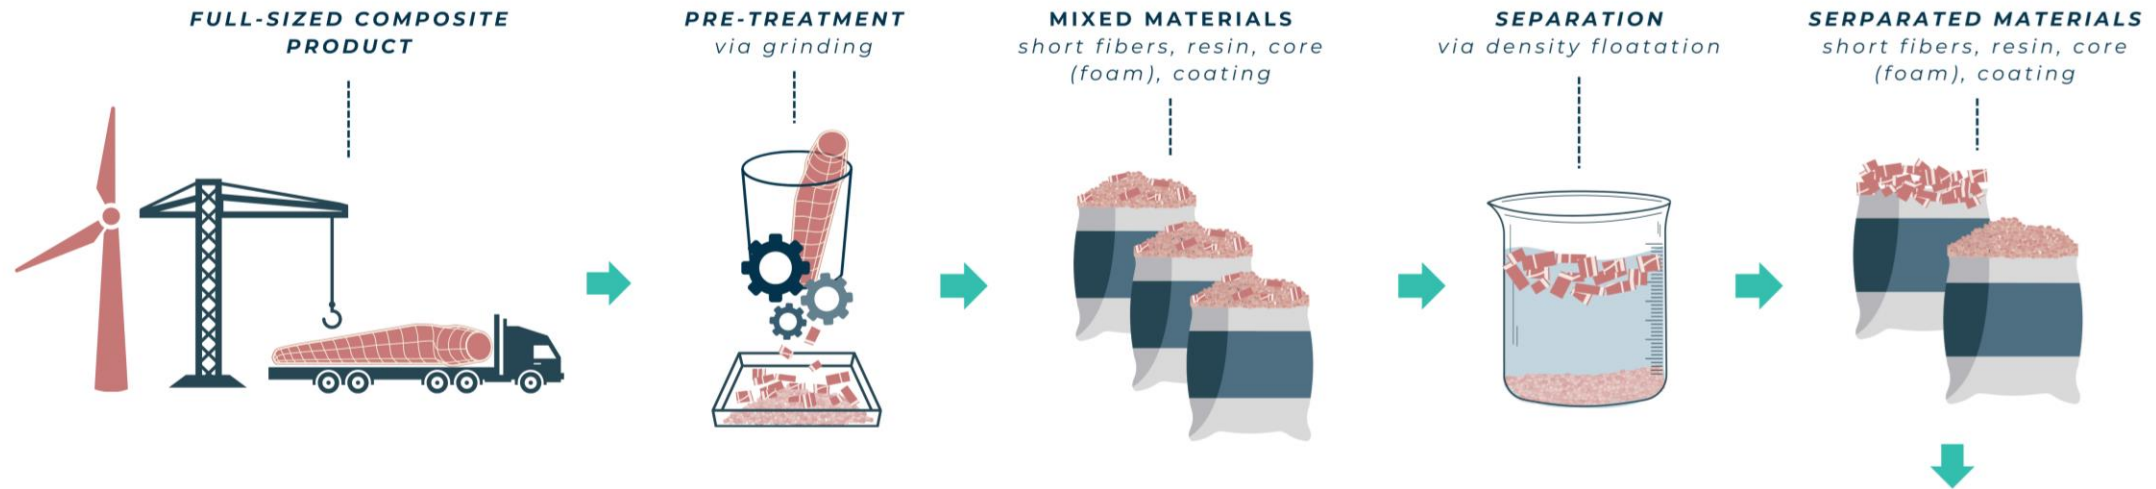 FULL-SIZED COMPOSITE
PRODUCT
PRE-TREATMENT
via grinding
MIXED MATERIALS
short fibers, resin, core
(foam), coating
SEPARATION
via density floatation
SERPARATED MATERIALS
short fibers, resin, core
(foam), coating